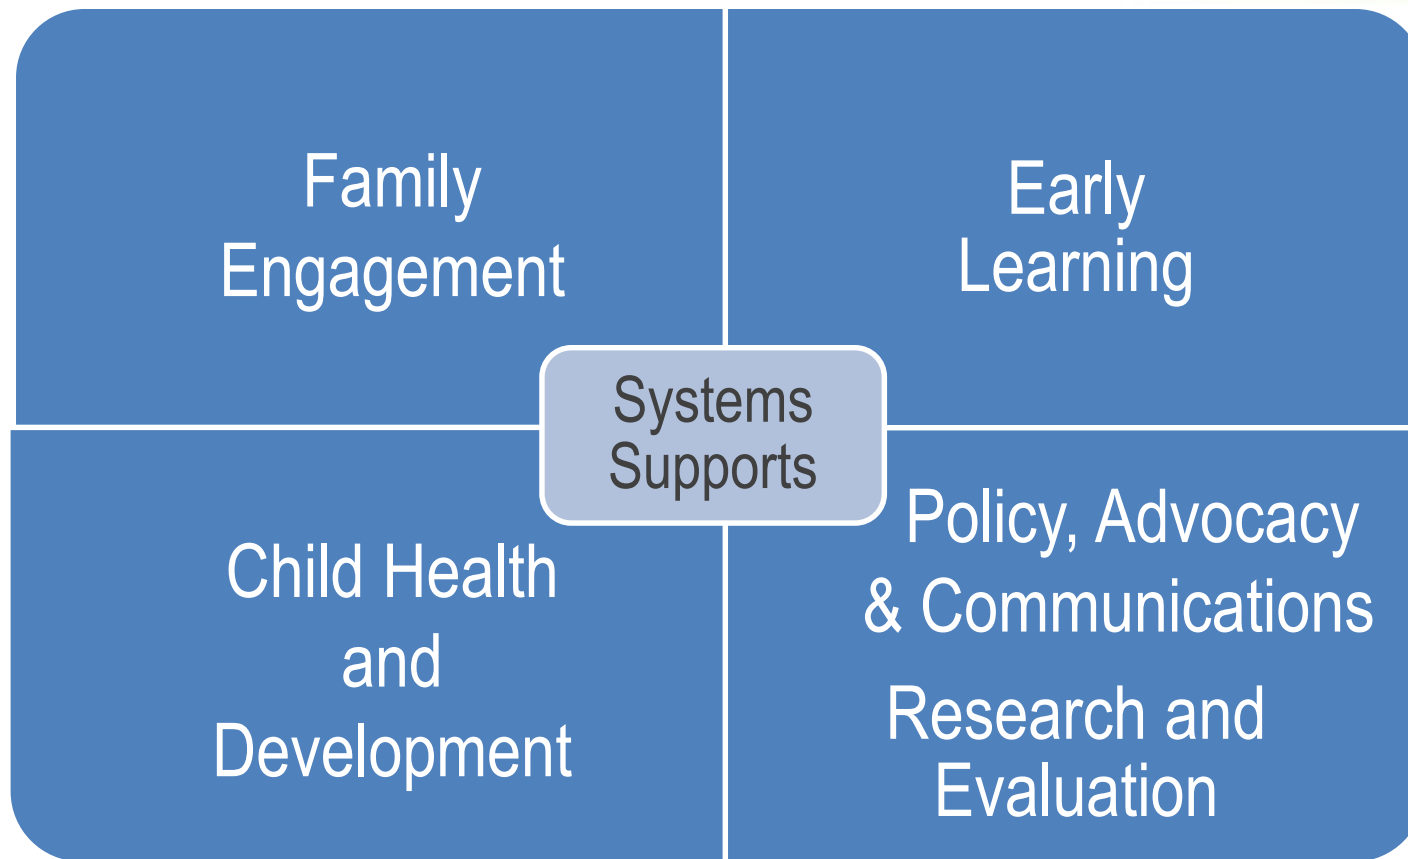 Family
Engagement
Early
Learning
Systems
Supports
Child Health
and
Development
Policy, Advocacy
& Communications
Research and
Evaluation